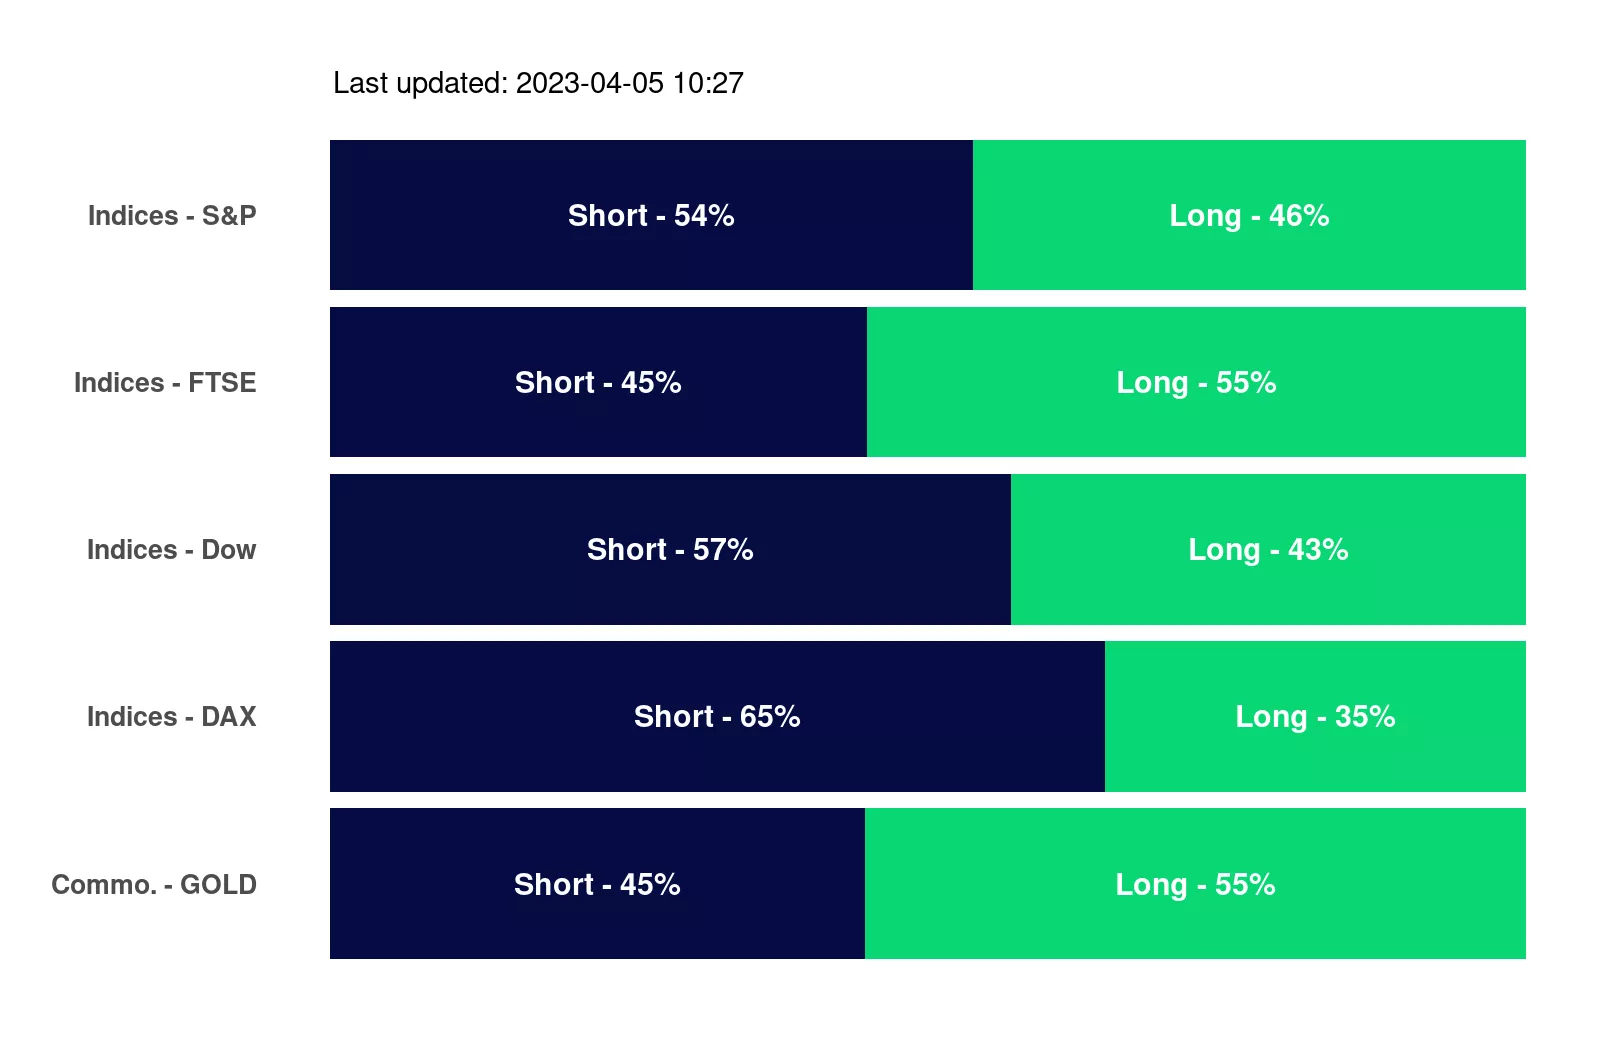 Last updated: 2023-04-05 10:27
Indices - S&P
Short - 54%
Long - 46%
Indices - FTSE
Short - 45%
Long - 55%
Indices - Dow
Short - 57%
Long - 43%
Indices - DAX
Short - 65%
Long - 35%
Commo. - GOLD
Short - 45%
Long - 55%